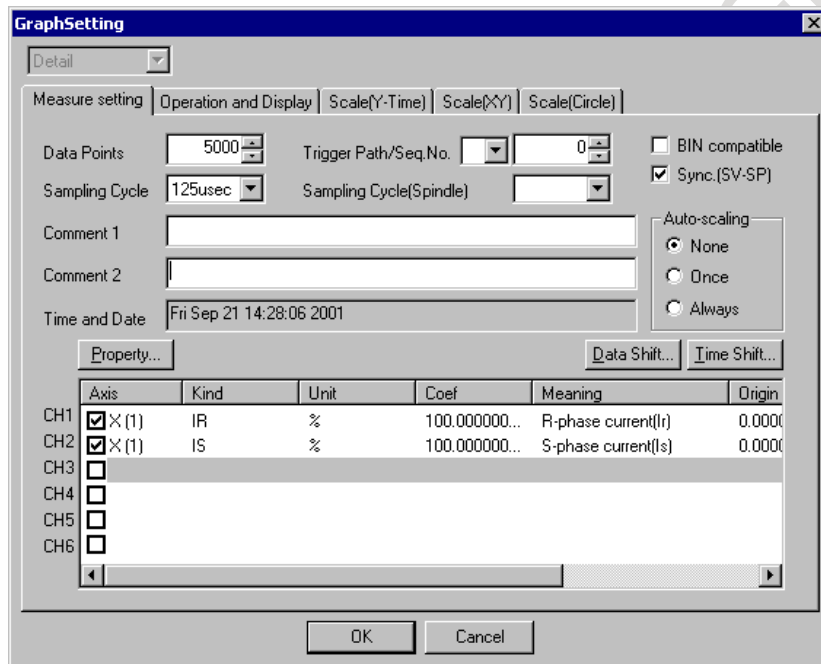 GraphSetting
Detail
Measure setting Operation and Display Scale(Y-Time) Scale(XY) Scale(Circle)
Data Points 5000 Trigger Path/Seq.No. 0 BIN compatible
Sampling Cycle 125usec Sampling Cycle(Spindle) Sync.(SV-SP)
Comment 1 Auto-scaling
None
Comment 2 Once
Time and Date Fri Sep 21 14:28:06 2001 Always
Property... Data Shift... Time Shift...
Axis Kind Unit Coef Meaning Origin
CH1 X (1) IR % 100.000000... R-phase current(Ir) 0.0000
CH2 X (1) IS % 100.000000... S-phase current(Is) 0.0000
CH3
CH4
CH5
CH6
OK Cancel